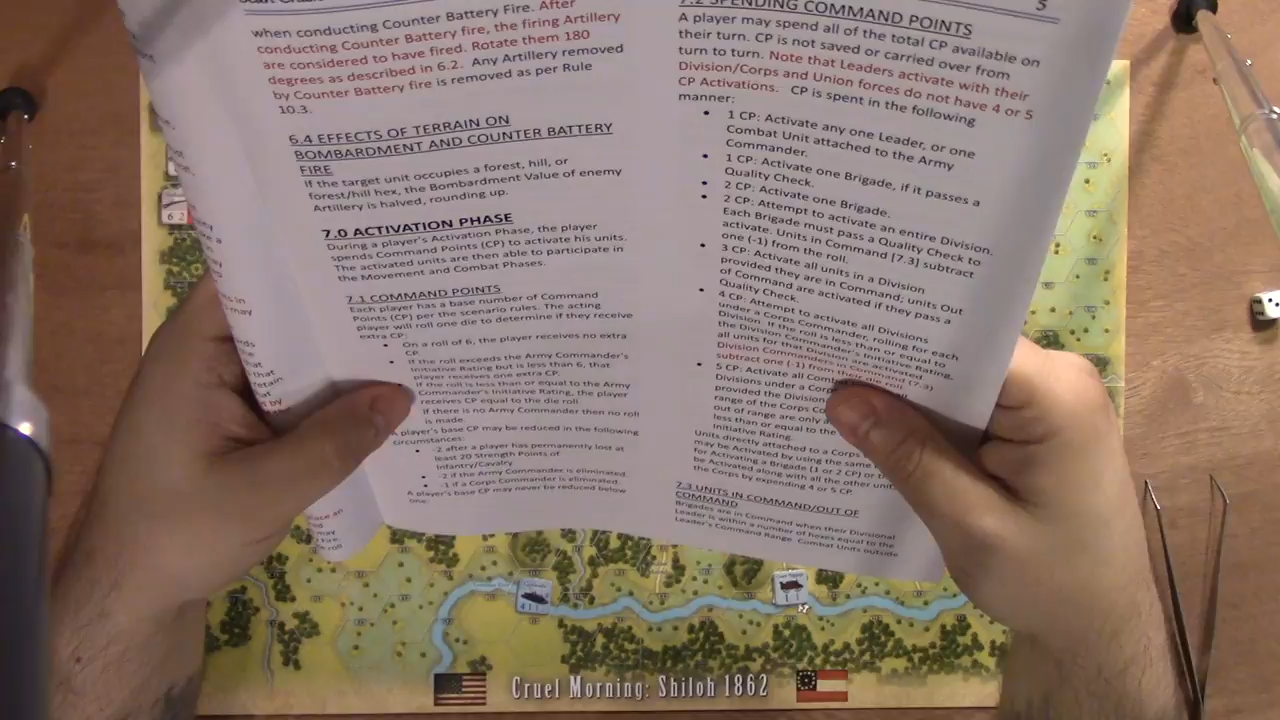 5
when conducting Counter Battery Fire. After
conducting Counter Battery fire, the firing Artillery
are considered to have fired. Rotate them 180
degrees as described in 6.2. Any Artillery removed
by Counter Battery fire is removed as per Rule
10.3.
6.4 EFFECTS OF TERRAIN ON
BOMBARDMENT AND COUNTER BATTERY
FIRE
If the target unit occupies a forest, hill, or
forest/hill hex, the Bombardment Value of enemy
Artillery is halved, rounding up.
7.0 ACTIVATION PHASE
During a player's Activation Phase, the player
spends Command Points (CP) to activate his units.
The activated units are then able to participate in
the Movement and Combat Phases.
7.1 COMMAND POINTS
Each player has a base number of Command
Points (CP) per the scenario rules. The acting
player will roll one die to determine if they receive
extra CP.
• On a roll of 6, the player receives no extra
CP.
• If the roll exceeds the Army Commander's
Initiative Rating but is less than 6, that
player receives one extra CP.
If the roll is less than or equal to the Army
Commander's Initiative Rating, the player
receives CP equal to the die roll
If there is no Army Commander then no roll
is made
A player's base CP may be reduced in the following
circumstances:
• -2 after a player has permanently lost at
least 20 Strength Points of
Infantry/Cavalry
• -2 if the Army Commander is eliminated.
• -1 if a Corps Commander is eliminated.
A player's base CP may never be reduced below
one.
7.2 SPENDING COMMAND POINTS
A player may spend all of the total CP available on
their turn. CP is not saved or carried over from
turn to turn. Note that Leaders activate with their
Division/Corps and Union forces do not have 4 or 5
CP Activations. CP is spent in the following
manner:
• 1 CP: Activate any one Leader, or one
Combat Unit attached to the Army
Commander.
• 1 CP: Activate one Brigade, if it passes a
Quality Check.
• 2 CP: Activate one Brigade.
• 2 CP: Attempt to activate an entire Division.
Each Brigade must pass a Quality Check to
activate. Units in Command [7.3] subtract
one (-1) from the roll.
• 3 CP: Activate all units in a Division
provided they are in Command; units Out
of Command are activated if they pass a
Quality Check.
• 4 CP: Attempt to activate all Divisions
under a Corps Commander, rolling for each
Division. If the roll is less than or equal to
the Division Commander's Initiative Rating,
all units for that Division are activated.
Division Commanders in Command (7.3)
subtract one (-1) from their die roll.
• 5 CP: Activate all
Divisions under a
provided the
range of the Corps
out of range are only
less than or equal to the
Initiative Rating.
Units directly attached to a Corps
may be Activated by using the same
for Activating a Brigade (1 or 2 CP) or
be Activated along with all the other
the Corps by expending 4 or 5 CP.
7.3 UNITS IN COMMAND/OUT OF
COMMAND
Brigades are in Command when their Divisional
Leader is within a number of hexes equal to the
Leader's Command Range. Combat Units outside
6 2
4 1 1
1 1
Cruel Morning: Shiloh 1862